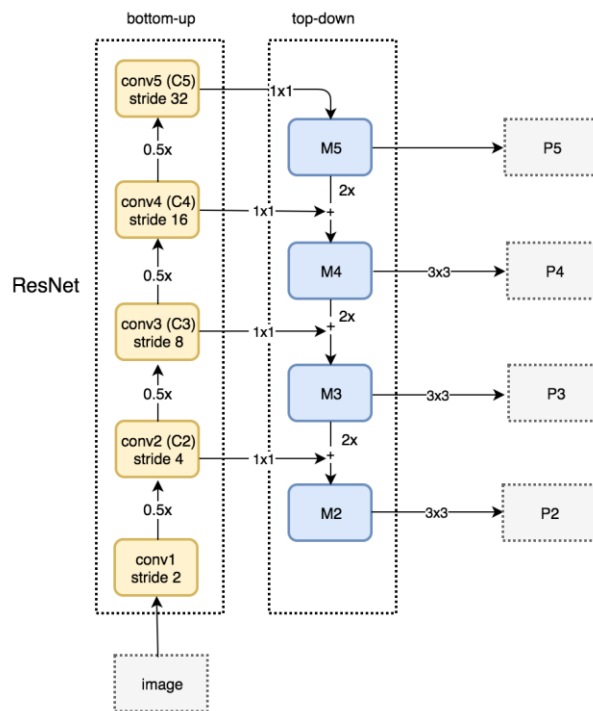 bottom-up
top-down
conv5 (C5)
stride 32
1x1
M5
P5
0.5x
2x
conv4 (C4)
stride 16
1x1
+
M4
3x3
P4
ResNet
0.5x
2x
conv3 (C3)
stride 8
1x1
+
M3
3x3
P3
0.5x
2x
conv2 (C2)
stride 4
1x1
+
M2
3x3
P2
0.5x
conv1
stride 2
image